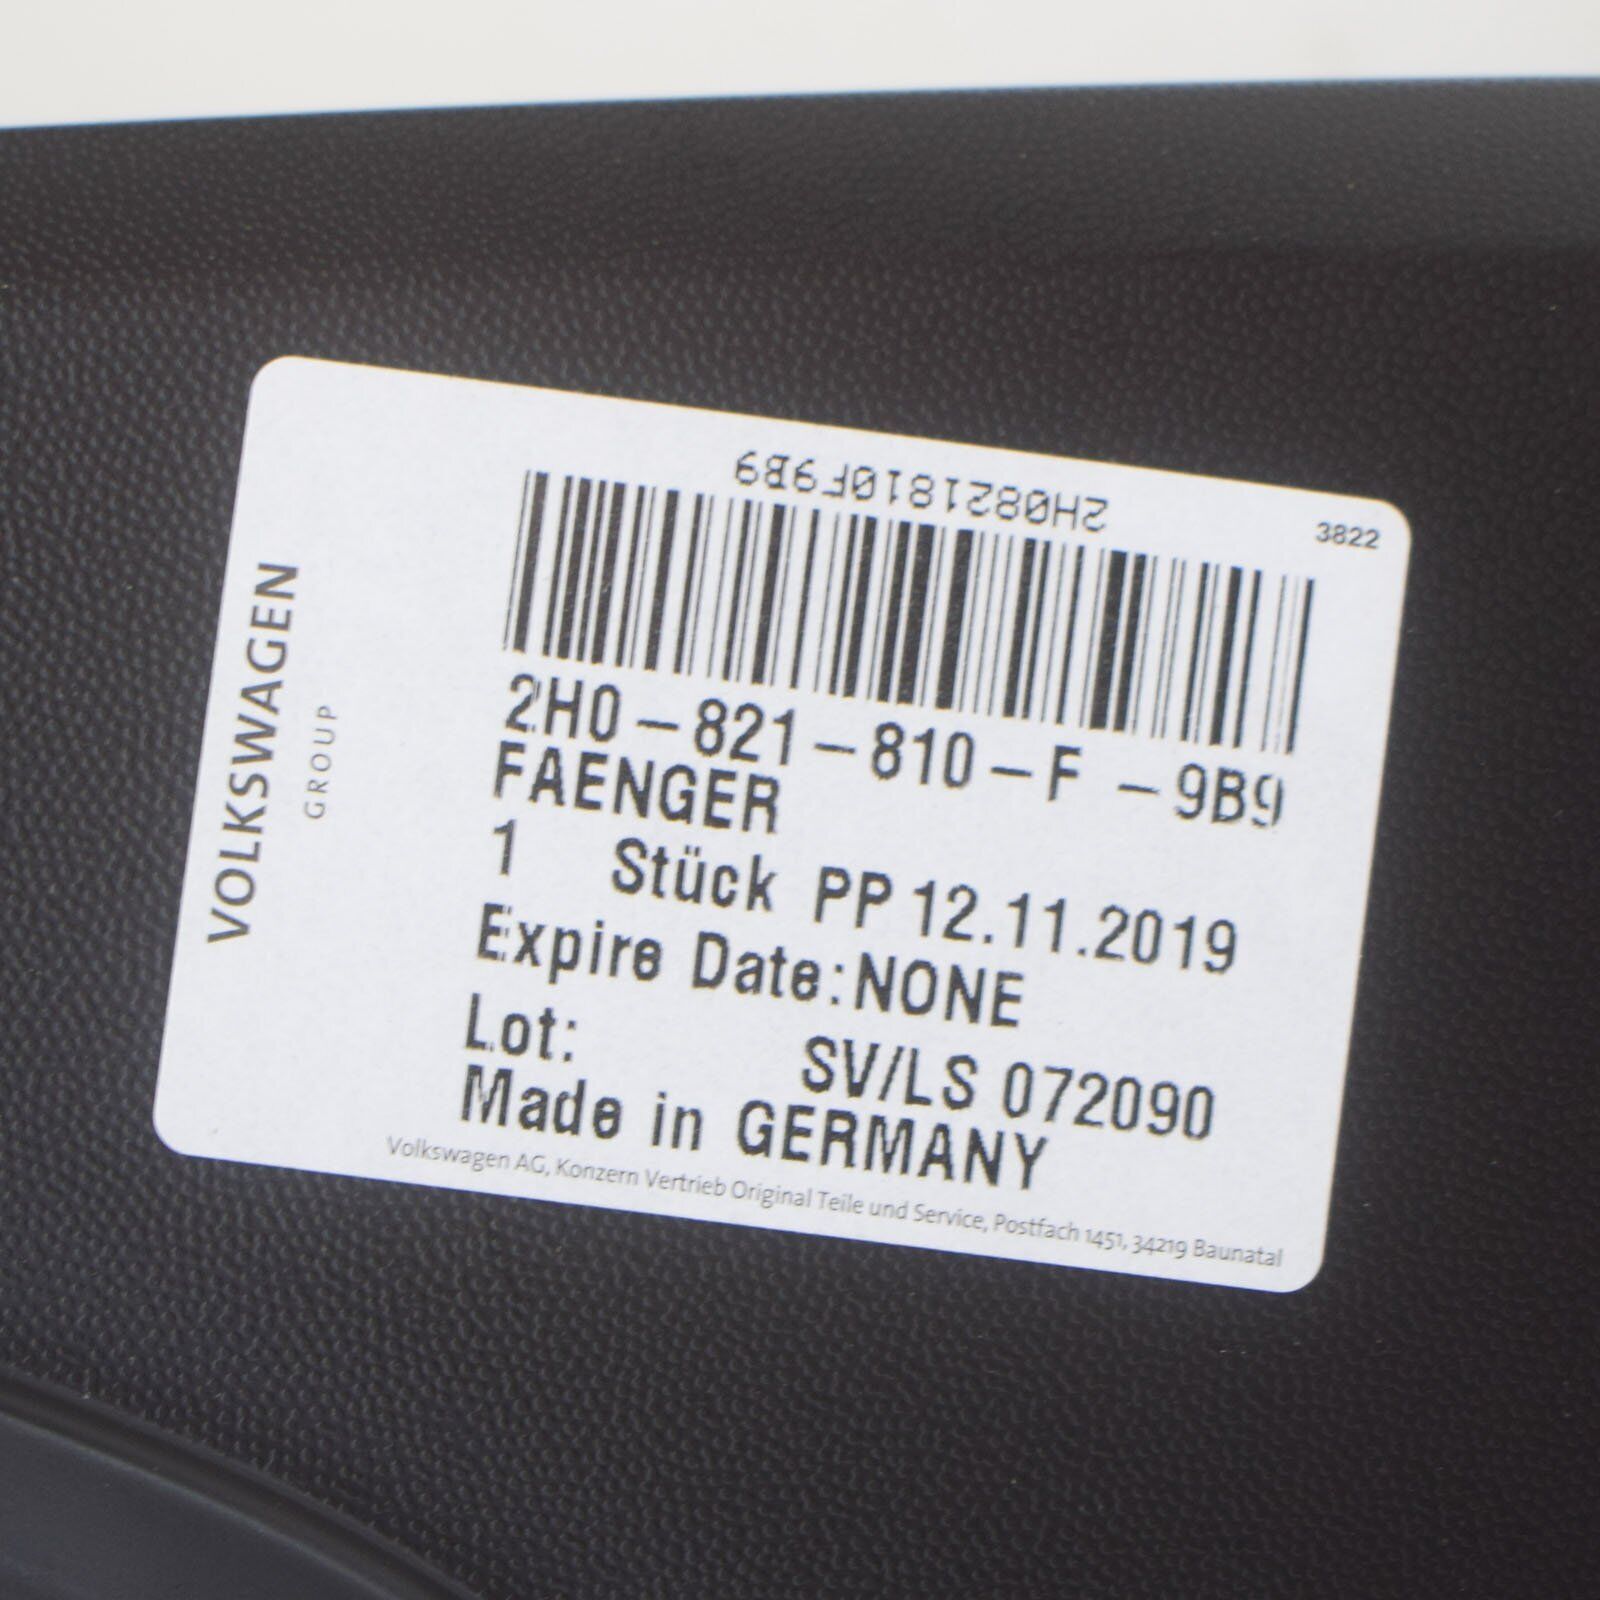 2H0821810F9B9
3822
VOLKSWAGEN
GROUP
2H0-821-810-F -9B9
FAENGER
1 Stück PP 12.11.2019
Expire Date:NONE
Lot: SV/LS 072090
Made in GERMANY
Volkswagen AG, Konzern Vertrieb Original Teile und Service, Postfach 1451, 34219 Baunatal